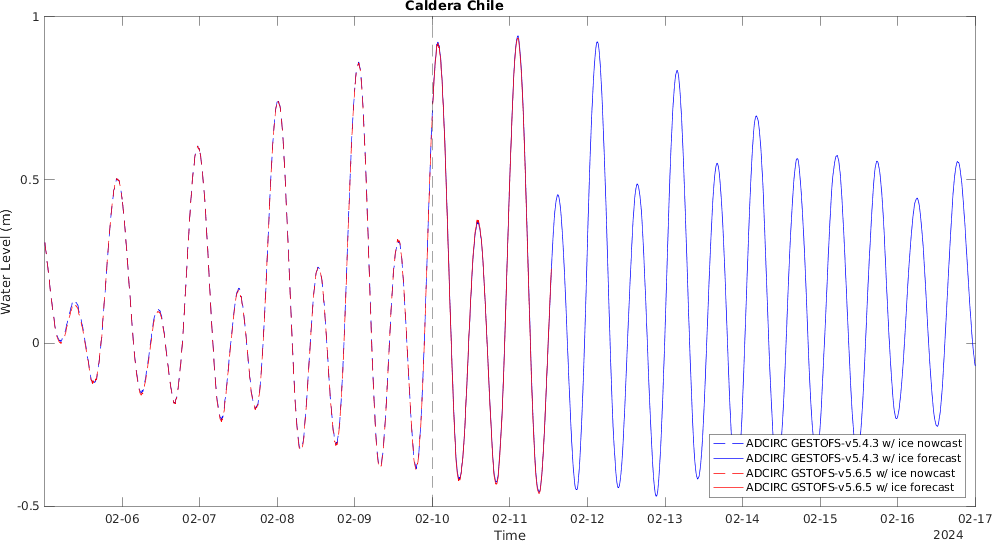 Caldera Chile
1
0.5
0
-0.5
Water Level (m)
ADCIRC GESTOFS-v5.4.3 w/ ice nowcast
ADCIRC GESTOFS-v5.4.3 w/ ice forecast
ADCIRC GSTOFS-v5.6.5 w/ ice nowcast
ADCIRC GSTOFS-v5.6.5 w/ ice forecast
02-06 02-07 02-08 02-09 02-10 02-11 02-12 02-13 02-14 02-15 02-16 02-17
Time
2024